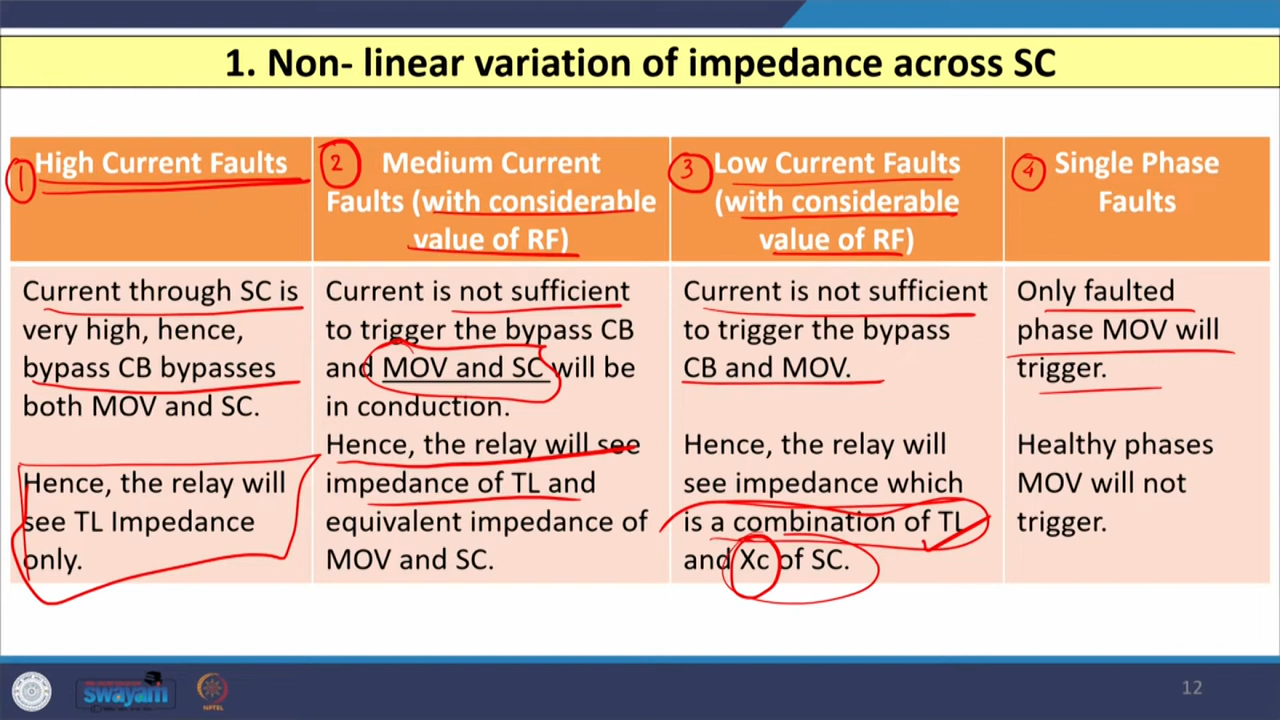 1. Non- linear variation of impedance across SC
1
High Current Faults
2
Medium Current
Faults (with considerable
value of RF)
3
Low Current Faults
(with considerable
value of RF)
4
Single Phase
Faults
Current through SC is
very high, hence,
bypass CB bypasses
both MOV and SC.
Hence, the relay will
see TL Impedance
only.
Current is not sufficient
to trigger the bypass CB
and MOV and SC will be
in conduction.
Hence, the relay will see
impedance of TL and
equivalent impedance of
MOV and SC.
Current is not sufficient
to trigger the bypass
CB and MOV.
Hence, the relay will
see impedance which
is a combination of TL
and Xc of SC.
Only faulted
phase MOV will
trigger.
Healthy phases
MOV will not
trigger.
swayam
NPTEL
12